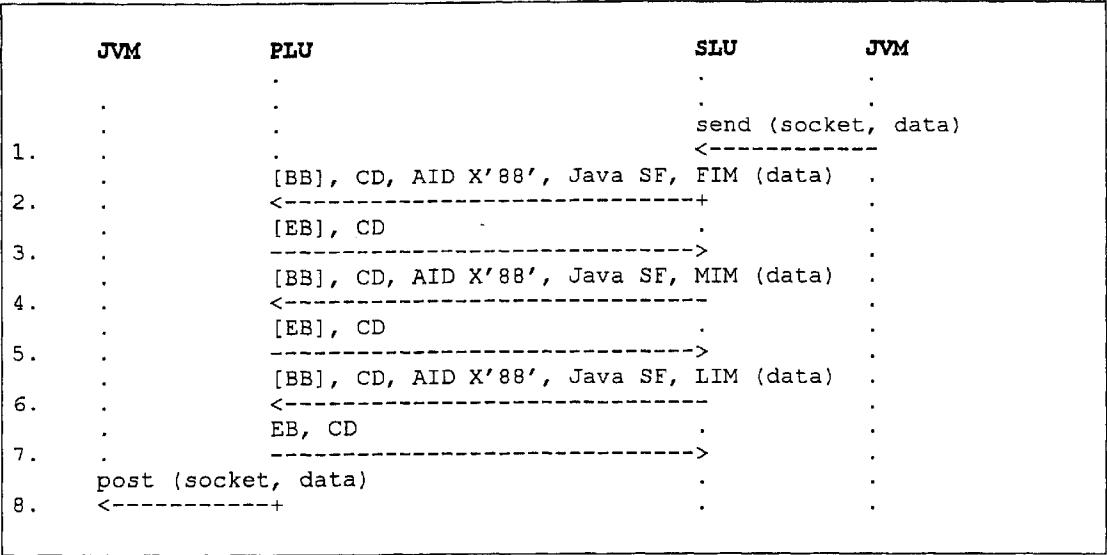 JVM PLU SLU JVM
send (socket, data)
1. <-------------
[BB], CD, AID X'88', Java SF, FIM (data)
2. <-----------------------------+
[EB], CD
3. ----------------------------->
[BB], CD, AID X'88', Java SF, MIM (data)
4. <-----------------------------
[EB], CD
5. ----------------------------->
[BB], CD, AID X'88', Java SF, LIM (data)
6. <-----------------------------
EB, CD
7. ----------------------------->
post (socket, data)
8. <-----------+